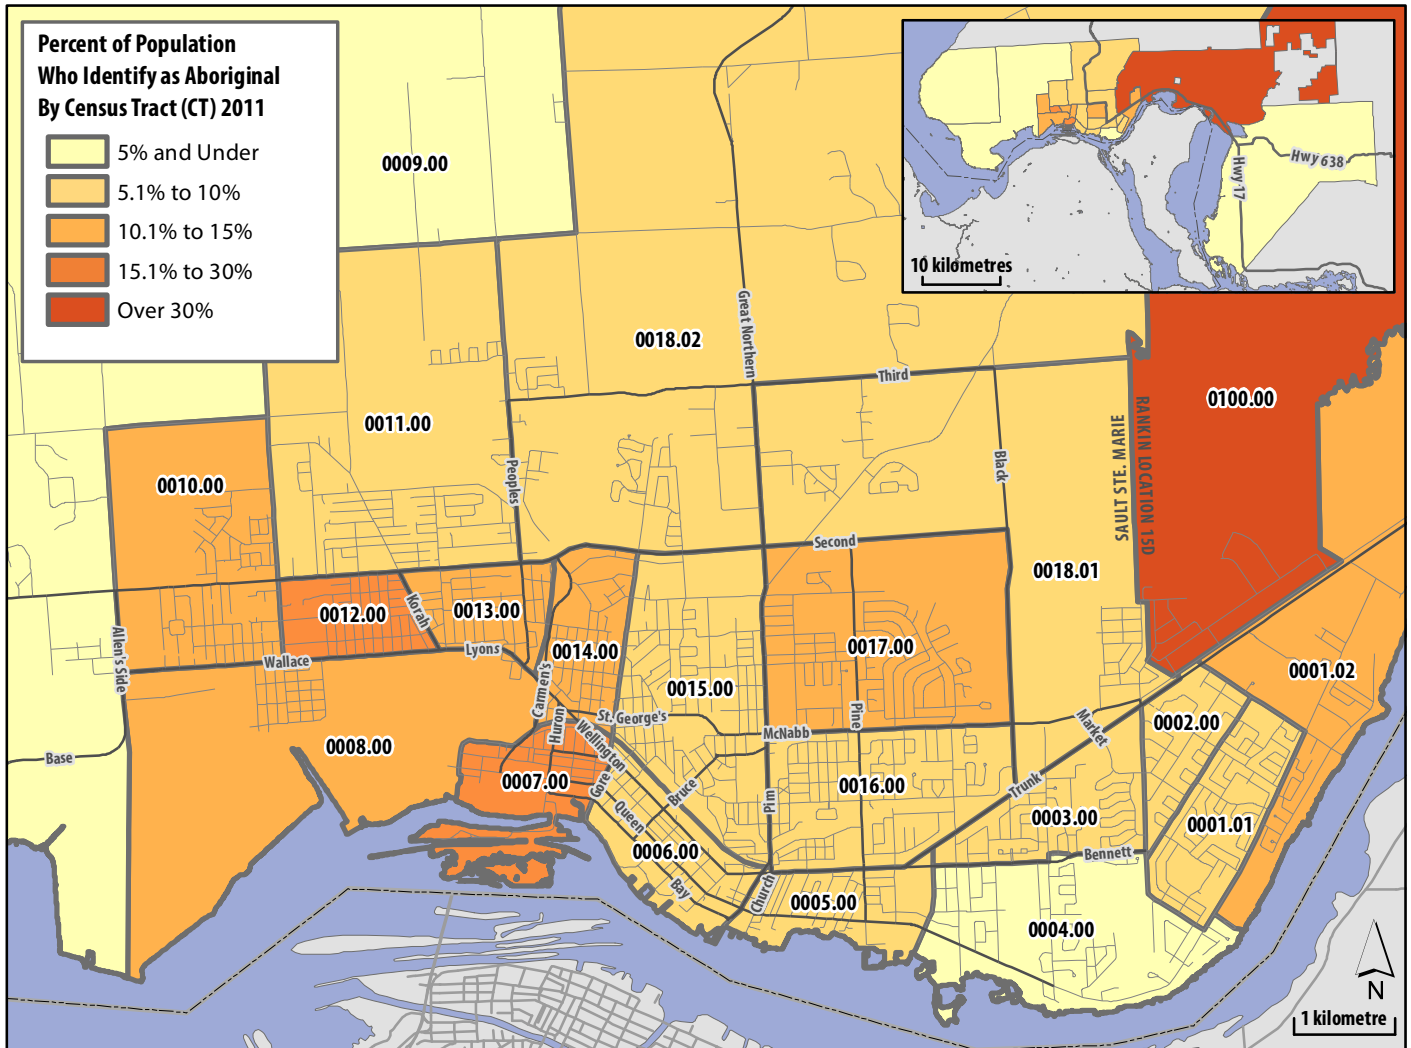 Percent of Population
Who Identify as Aboriginal
By Census Tract (CT) 2011
5% and Under
5.1% to 10%
10.1% to 15%
15.1% to 30%
Over 30%
Hwy 638
Hwy 17
10 kilometres
0009.00
0018.02
Great Northern
Third
0100.00
0011.00
SAULT STE. MARIE
RANKIN LOCATION 15D
Black
Peoples
0010.00
Second
0018.01
0012.00
Korah
0013.00
0014.00
0017.00
0001.02
Allen's Side
Wallace
Lyons
Carmen's
Huron
0015.00
St. George's
Pine
McNabb
Market
0002.00
0008.00
Base
Wellington
0007.00
Gore
Queen
Bruce
Pim
0016.00
Trunk
0003.00
0001.01
0006.00
Bay
Church
Bennett
0005.00
0004.00
N
1 kilometre